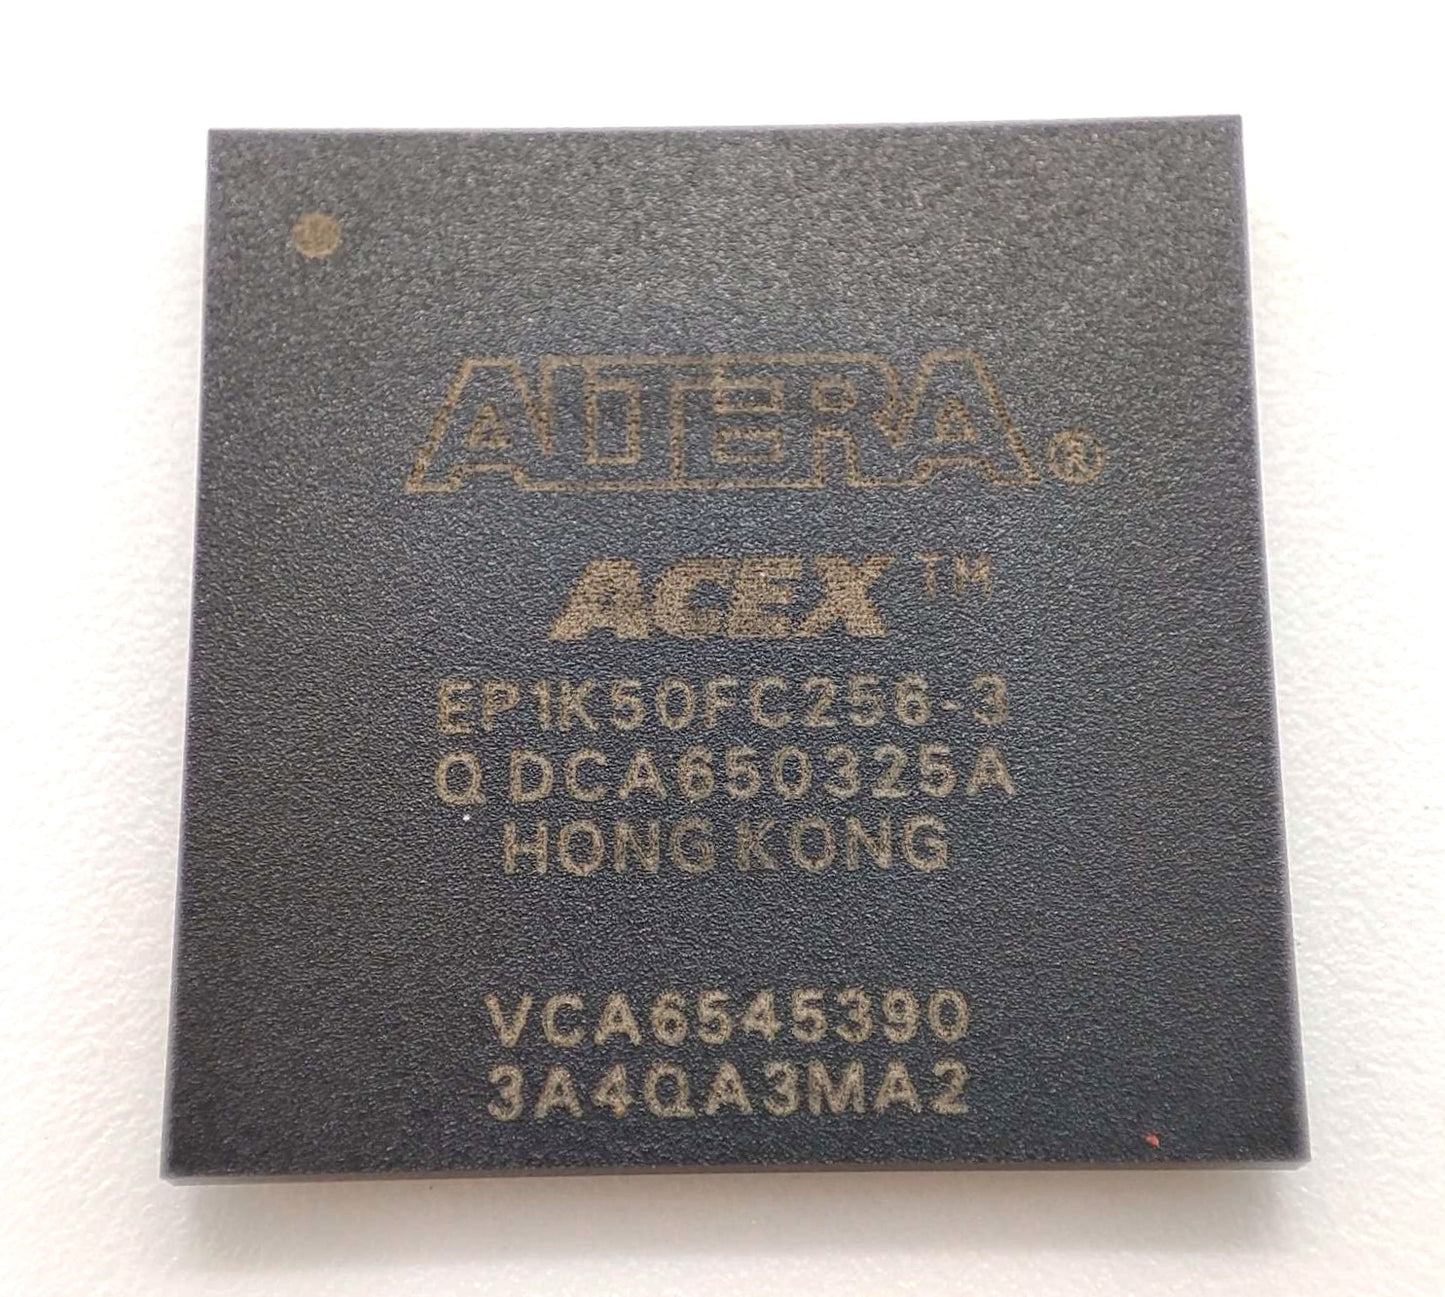 ALTERA®
ACEX™
EP1K50FC256-3
Q DCA650325A
HONG KONG
VCA6545390
3A4QA3MA2